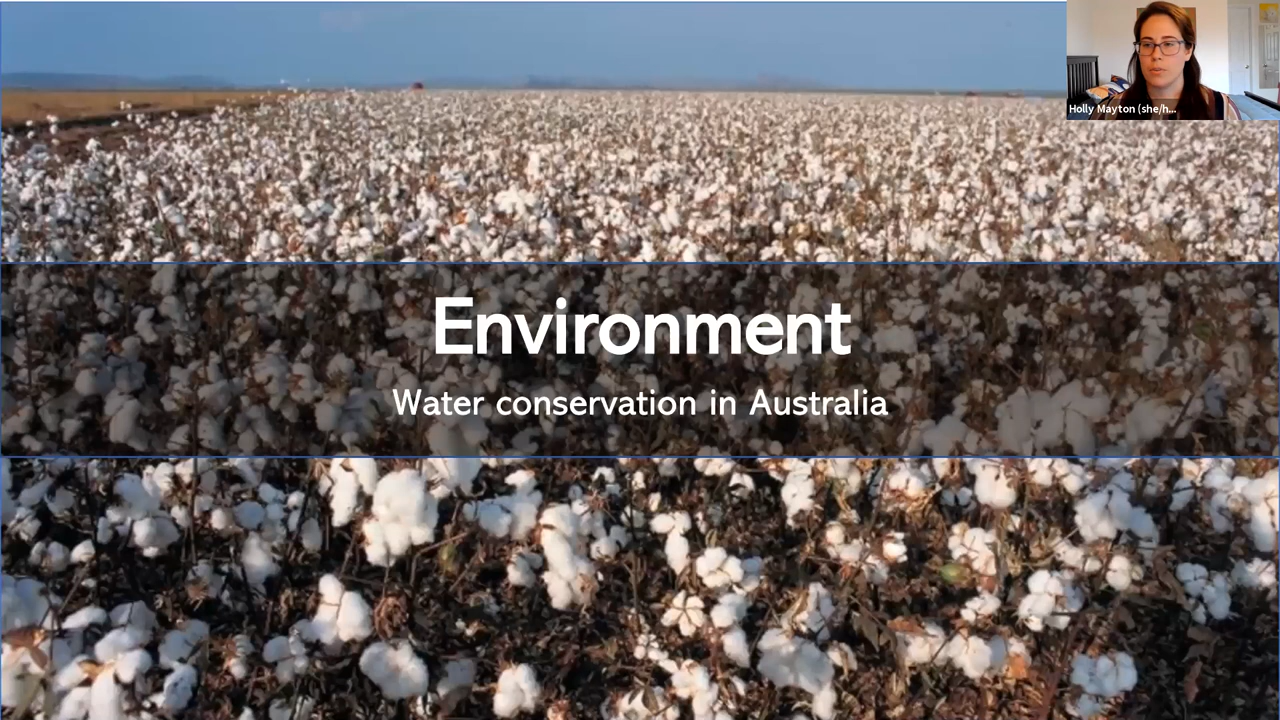 Holly Mayton (she/h...
Environment
Water conservation in Australia